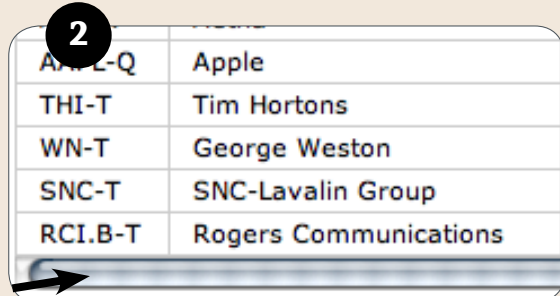 2
Apple
THI-T Tim Hortons
WN-T George Weston
SNC-T SNC-Lavalin Group
RCI.B-T Rogers Communications